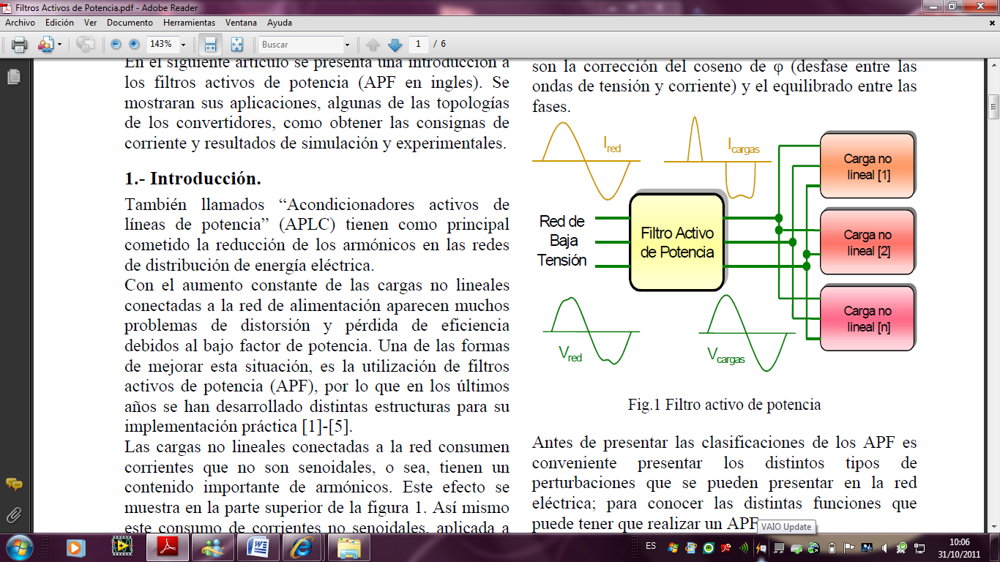 Filtros Activos de Potencia.pdf - Adobe Reader
Archivo Edición Ver Documento Herramientas Ventana Ayuda
143% Buscar 1 / 6
En el siguiente artículo se presenta una introducción a
los filtros activos de potencia (APF en ingles). Se
mostraran sus aplicaciones, algunas de las topologías
de los convertidores, como obtener las consignas de
corriente y resultados de simulación y experimentales.
1.- Introducción.
También llamados “Acondicionadores activos de
líneas de potencia” (APLC) tienen como principal
cometido la reducción de los armónicos en las redes
de distribución de energía eléctrica.
Con el aumento constante de las cargas no lineales
conectadas a la red de alimentación aparecen muchos
problemas de distorsión y pérdida de eficiencia
debidos al bajo factor de potencia. Una de las formas
de mejorar esta situación, es la utilización de filtros
activos de potencia (APF), por lo que en los últimos
años se han desarrollado distintas estructuras para su
implementación práctica [1]-[5].
Las cargas no lineales conectadas a la red consumen
corrientes que no son senoidales, o sea, tienen un
contenido importante de armónicos. Este efecto se
muestra en la parte superior de la figura 1. Así mismo
este consumo de corrientes no senoidales, aplicada a
son la corrección del coseno de φ (desfase entre las
ondas de tensión y corriente) y el equilibrado entre las
fases.
Ired
Icargas
Carga no
lineal [1]
Red de
Baja
Tensión
Filtro Activo
de Potencia
Carga no
lineal [2]
Carga no
lineal [n]
Vred
Vcargas
Fig.1 Filtro activo de potencia
Antes de presentar las clasificaciones de los APF es
conveniente presentar los distintos tipos de
perturbaciones que se pueden presentar en la red
eléctrica; para conocer las distintas funciones que
puede tener que realizar un APF
VAIO Update
ES
10:06
31/10/2011